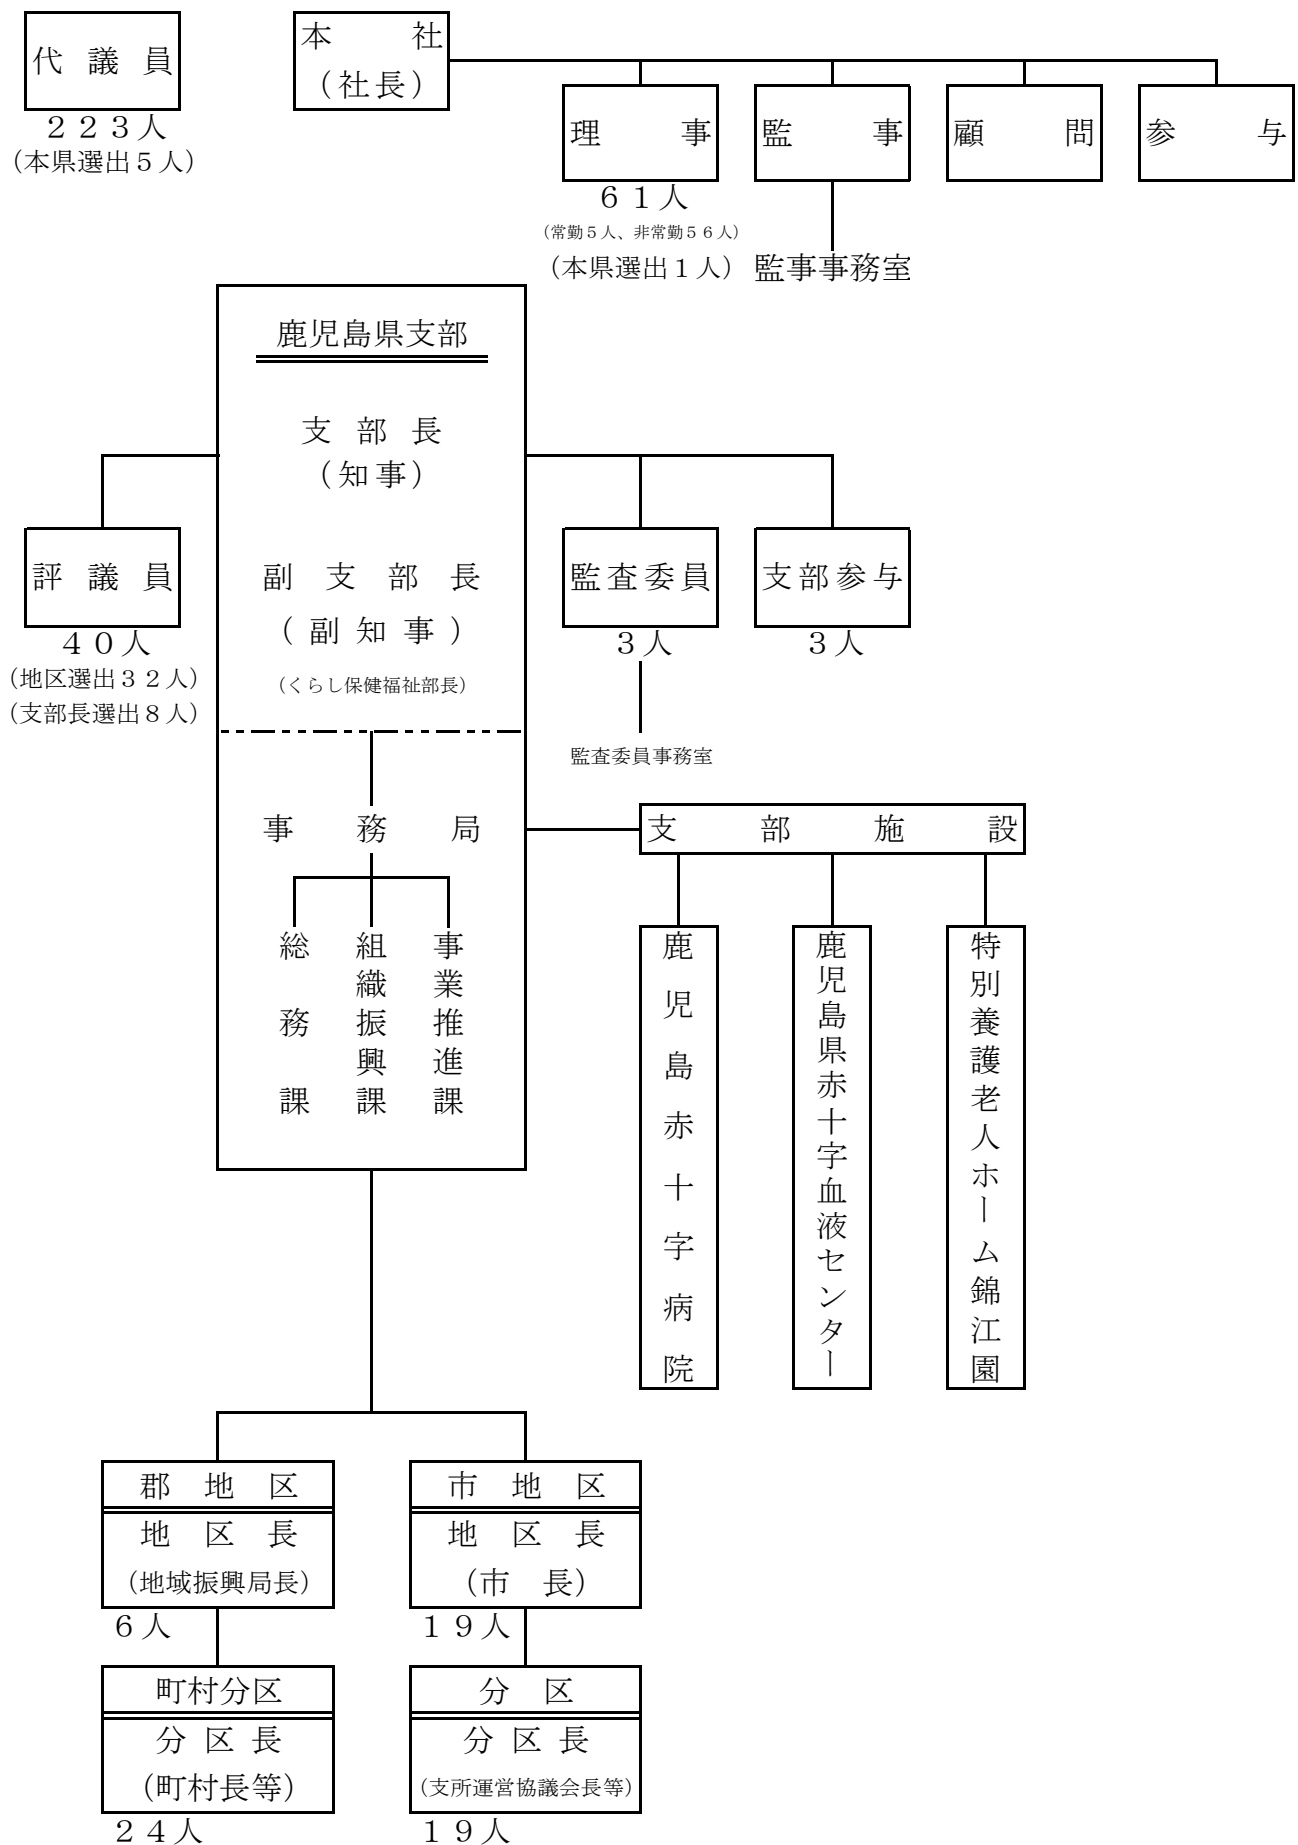 代議員
２２３人
（本県選出５人）
本社
（社長）
理事
６１人
（常勤５人、非常勤５６人）
（本県選出１人）
監事
監事事務室
顧問
参与
鹿児島県支部
支部長
（知事）
副支部長
（副知事）
（くらし保健福祉部長）
評議員
４０人
（地区選出３２人）
（支部長選出８人）
監査委員
３人
監査委員事務室
支部参与
３人
事務局
総務課
組織振興課
事業推進課
支部施設
鹿児島赤十字病院
鹿児島県赤十字血液センター
特別養護老人ホーム錦江園
郡地区
地区長
（地域振興局長）
６人
市地区
地区長
（市長）
１９人
町村分区
分区長
（町村長等）
２４人
分区
分区長
（支所運営協議会長等）
１９人